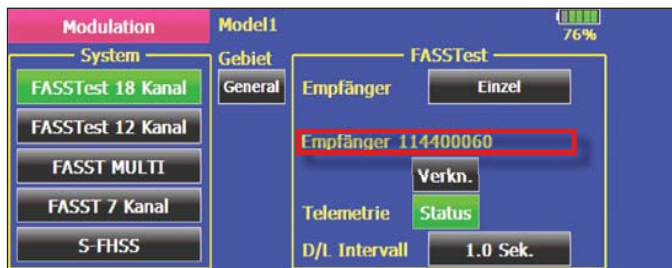 Modulation
Model1
76%
System
Gebiet
FASSTest
FASSTest 18 Kanal
General
Empfänger
Einzel
FASSTest 12 Kanal
Empfänger 114400060
FASST MULTI
Verkn.
FASST 7 Kanal
Telemetrie
Status
S-FHSS
D/L Intervall
1.0 Sek.